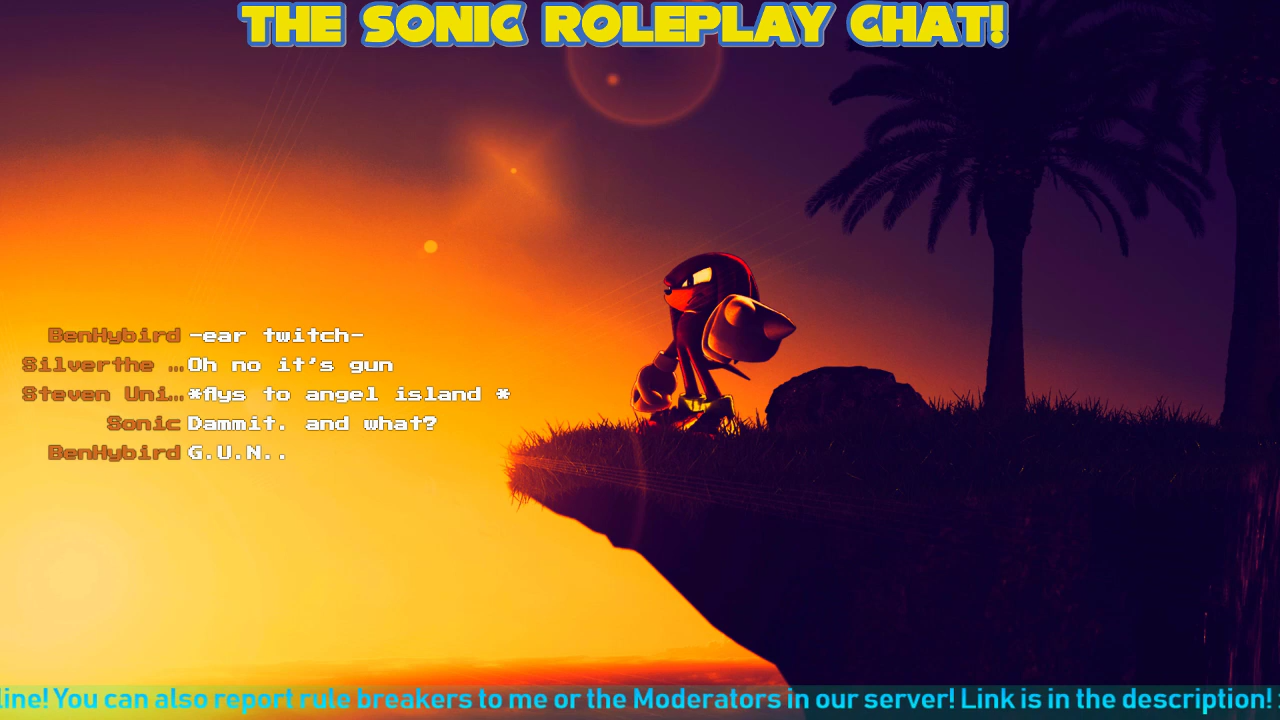 THE SONIC ROLEPLAY CHAT!
BenHybird -ear twitch-
Silverthe ... Oh no it's gun
Steven Uni... *flys to angel island *
Sonic Dammit. and what?
BenHybird G.U.N..
line! You can also report rule breakers to me or the Moderators in our server! Link is in the description!